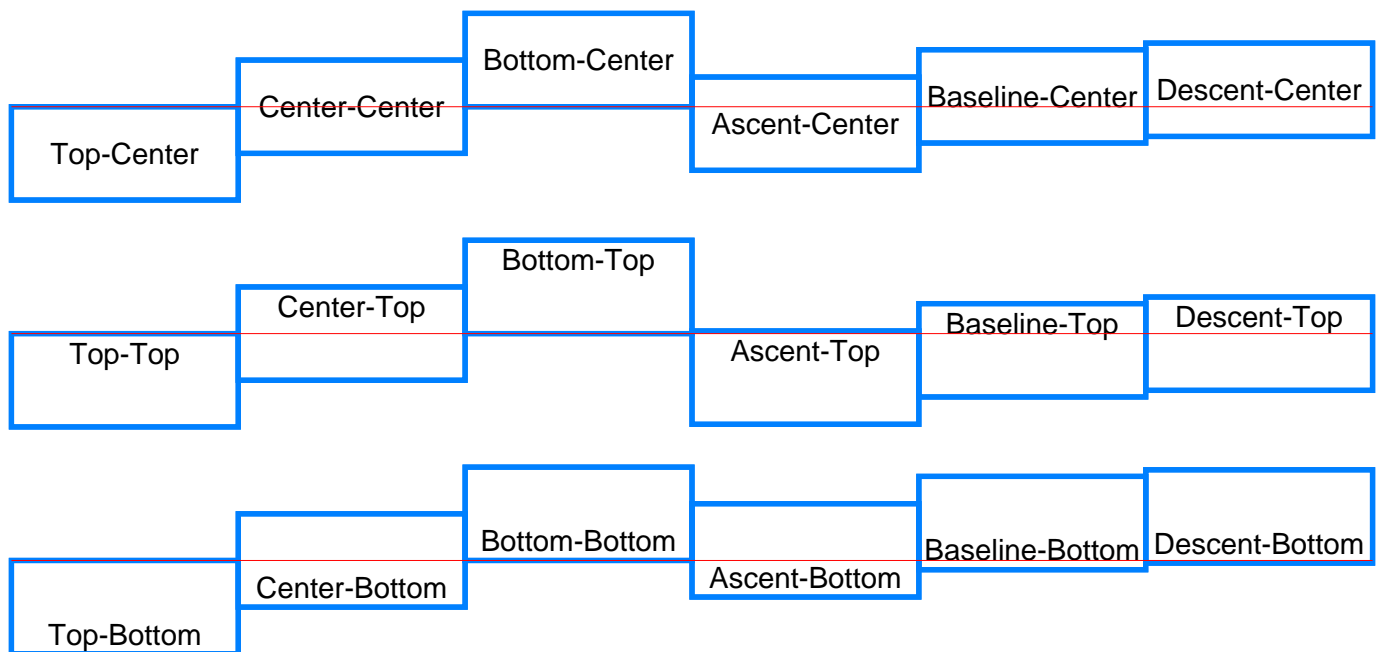 Top-Center
Center-Center
Bottom-Center
Ascent-Center
Baseline-Center
Descent-Center
Top-Top
Center-Top
Bottom-Top
Ascent-Top
Baseline-Top
Descent-Top
Top-Bottom
Center-Bottom
Bottom-Bottom
Ascent-Bottom
Baseline-Bottom
Descent-Bottom